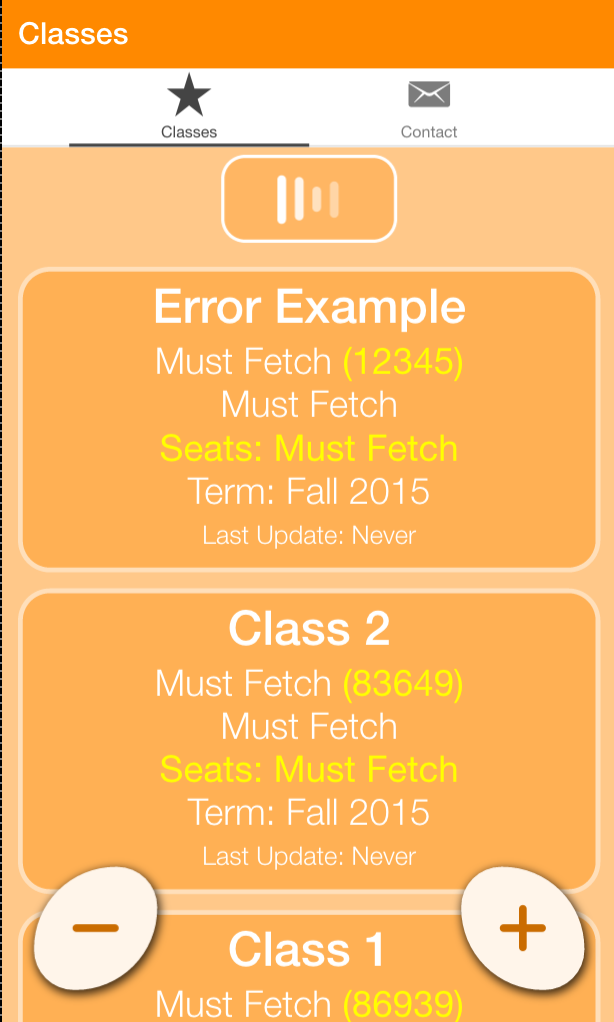 Classes
Classes
Contact
Error Example
Must Fetch (12345)
Must Fetch
Seats: Must Fetch
Term: Fall 2015
Last Update: Never
Class 2
Must Fetch (83649)
Must Fetch
Seats: Must Fetch
Term: Fall 2015
Last Update: Never
Class 1
Must Fetch (86939)